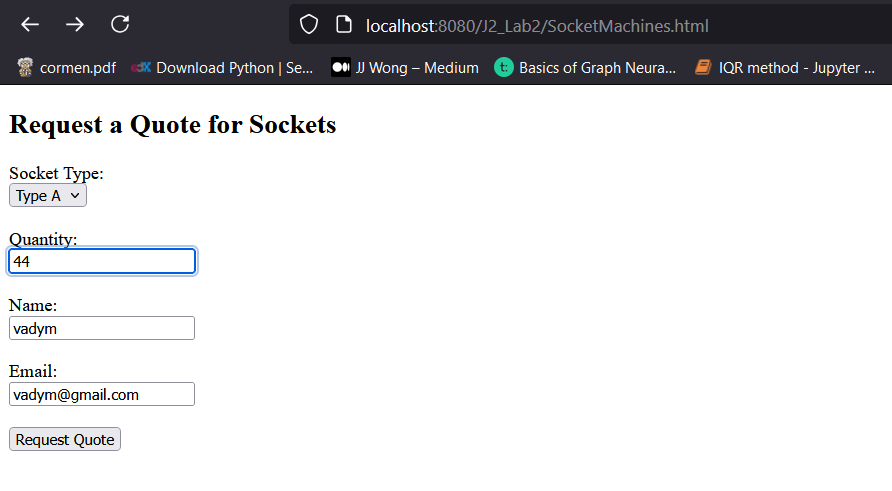 localhost:8080/J2_Lab2/SocketMachines.html
cormen.pdf edX Download Python | Se... JJ Wong – Medium t: Basics of Graph Neura... IQR method - Jupyter ...
Request a Quote for Sockets
Socket Type:
Type A
Quantity:
44
Name:
vadym
Email:
vadym@gmail.com
Request Quote